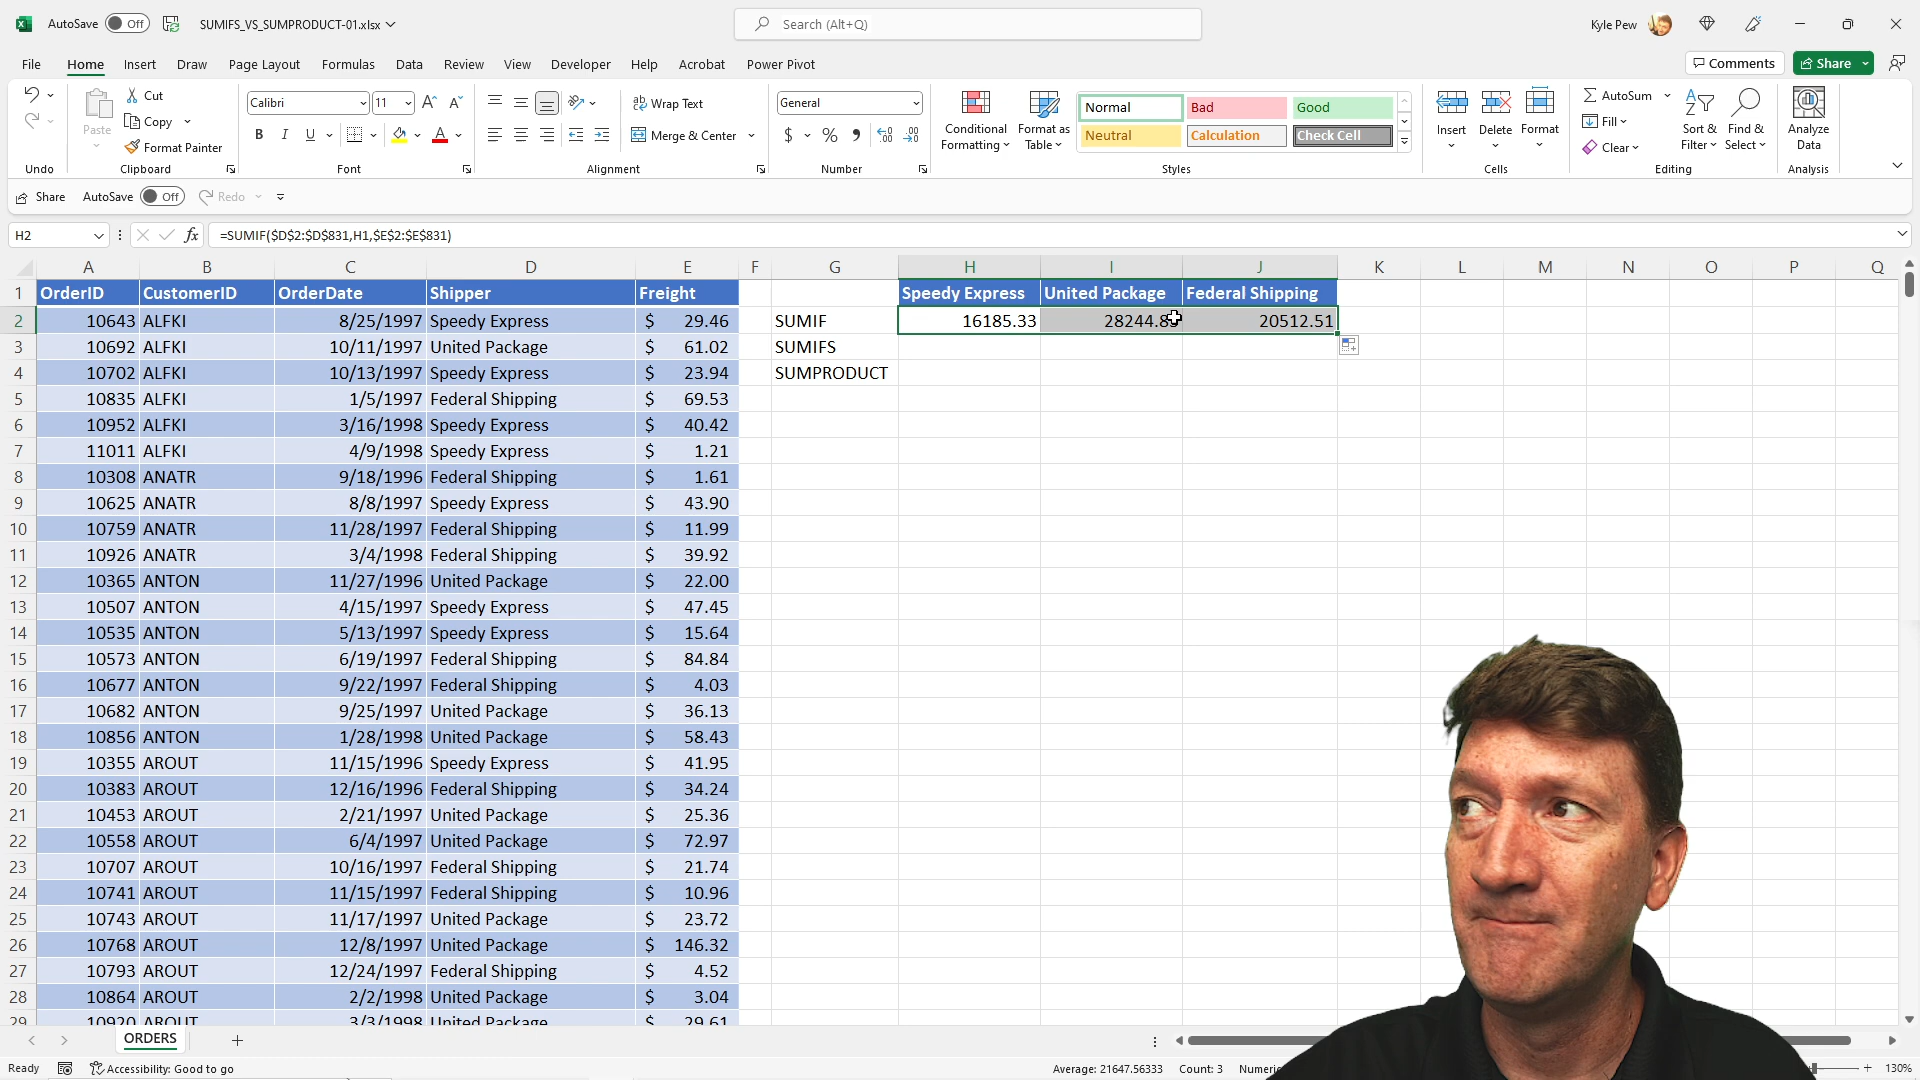 AutoSave Off SUMIFS_VS_SUMPRODUCT-01.xlsx Search (Alt+Q) Kyle Pew
File Home Insert Draw Page Layout Formulas Data Review View Developer Help Acrobat Power Pivot Comments Share
Paste Cut Copy Format Painter
Calibri 11 B I U A
Wrap Text Merge & Center
General $ % 9
Conditional Formatting Format as Table
Normal Bad Good
Neutral Calculation Check Cell
Insert Delete Format
AutoSum Fill Clear
Sort & Filter Find & Select Analyze Data
Undo Clipboard Font Alignment Number Styles Cells Editing Analysis
Share AutoSave Off Redo
H2 fx =SUMIF($D$2:$D$831,H1,$E$2:$E$831)
A B C D E F G H I J K L M N O P Q
1 OrderID CustomerID OrderDate Shipper Freight Speedy Express United Package Federal Shipping
2 10643 ALFKI 8/25/1997 Speedy Express $ 29.46 SUMIF 16185.33 20512.51
3 10692 ALFKI 10/11/1997 United Package $ 61.02 SUMIFS
4 10702 ALFKI 10/13/1997 Speedy Express $ 23.94 SUMPRODUCT
5 10835 ALFKI 1/5/1997 Federal Shipping $ 69.53
6 10952 ALFKI 3/16/1998 Speedy Express $ 40.42
7 11011 ALFKI 4/9/1998 Speedy Express $ 1.21
8 10308 ANATR 9/18/1996 Federal Shipping $ 1.61
9 10625 ANATR 8/8/1997 Speedy Express $ 43.90
10 10759 ANATR 11/28/1997 Federal Shipping $ 11.99
11 10926 ANATR 3/4/1998 Federal Shipping $ 39.92
12 10365 ANTON 11/27/1996 United Package $ 22.00
13 10507 ANTON 4/15/1997 Speedy Express $ 47.45
14 10535 ANTON 5/13/1997 Speedy Express $ 15.64
15 10573 ANTON 6/19/1997 Federal Shipping $ 84.84
16 10677 ANTON 9/22/1997 Federal Shipping $ 4.03
17 10682 ANTON 9/25/1997 United Package $ 36.13
18 10856 ANTON 1/28/1998 United Package $ 58.43
19 10355 AROUT 11/15/1996 Speedy Express $ 41.95
20 10383 AROUT 12/16/1996 Federal Shipping $ 34.24
21 10453 AROUT 2/21/1997 United Package $ 25.36
22 10558 AROUT 6/4/1997 United Package $ 72.97
23 10707 AROUT 10/16/1997 Federal Shipping $ 21.74
24 10741 AROUT 11/15/1997 Federal Shipping $ 10.96
25 10743 AROUT 11/17/1997 United Package $ 23.72
26 10768 AROUT 12/8/1997 United Package $ 146.32
27 10793 AROUT 12/24/1997 Federal Shipping $ 4.52
28 10864 AROUT 2/2/1998 United Package $ 3.04
29 10920 AROUT 3/3/1998 United Package $ 29.61
ORDERS
Ready Accessibility: Good to go Average: 21647.56333 Count: 3 130%